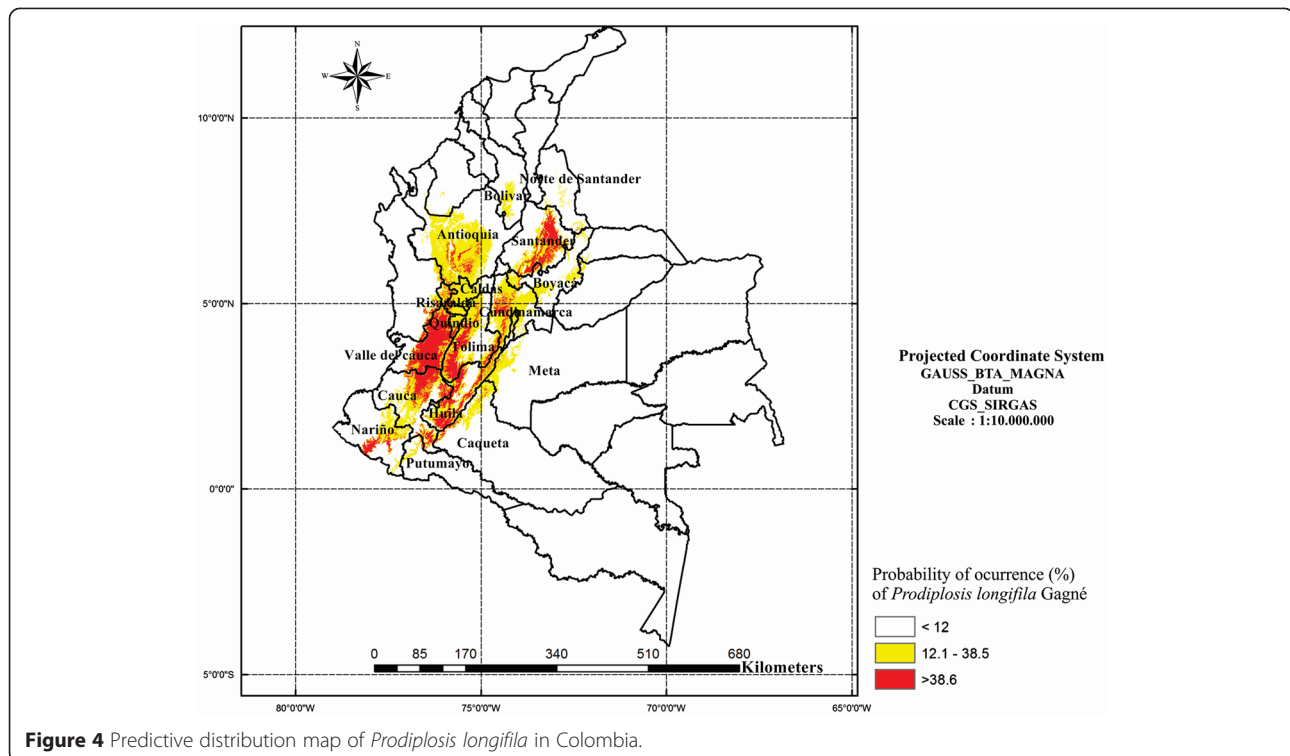 N
W E
S
10°0'0"N
5°0'0"N
0°0'0"
5°0'0"S
80°0'0"W 75°0'0"W 70°0'0"W 65°0'0"W
Norte de Santander
Bolivar
Antioquia
Santander
Boyaca
Caldas
Risaralda
Cundinamarca
Quindio
Tolima
Valle del cauca
Meta
Cauca
Huila
Nariño
Caqueta
Putumayo
0 85 170 340 510 680
Kilometers
Projected Coordinate System
GAUSS_BTA_MAGNA
Datum
CGS_SIRGAS
Scale : 1:10.000.000
Probability of ocurrence (%)
of Prodiplosis longifila Gagné
< 12
12.1 - 38.5
>38.6
Figure 4 Predictive distribution map of Prodiplosis longifila in Colombia.